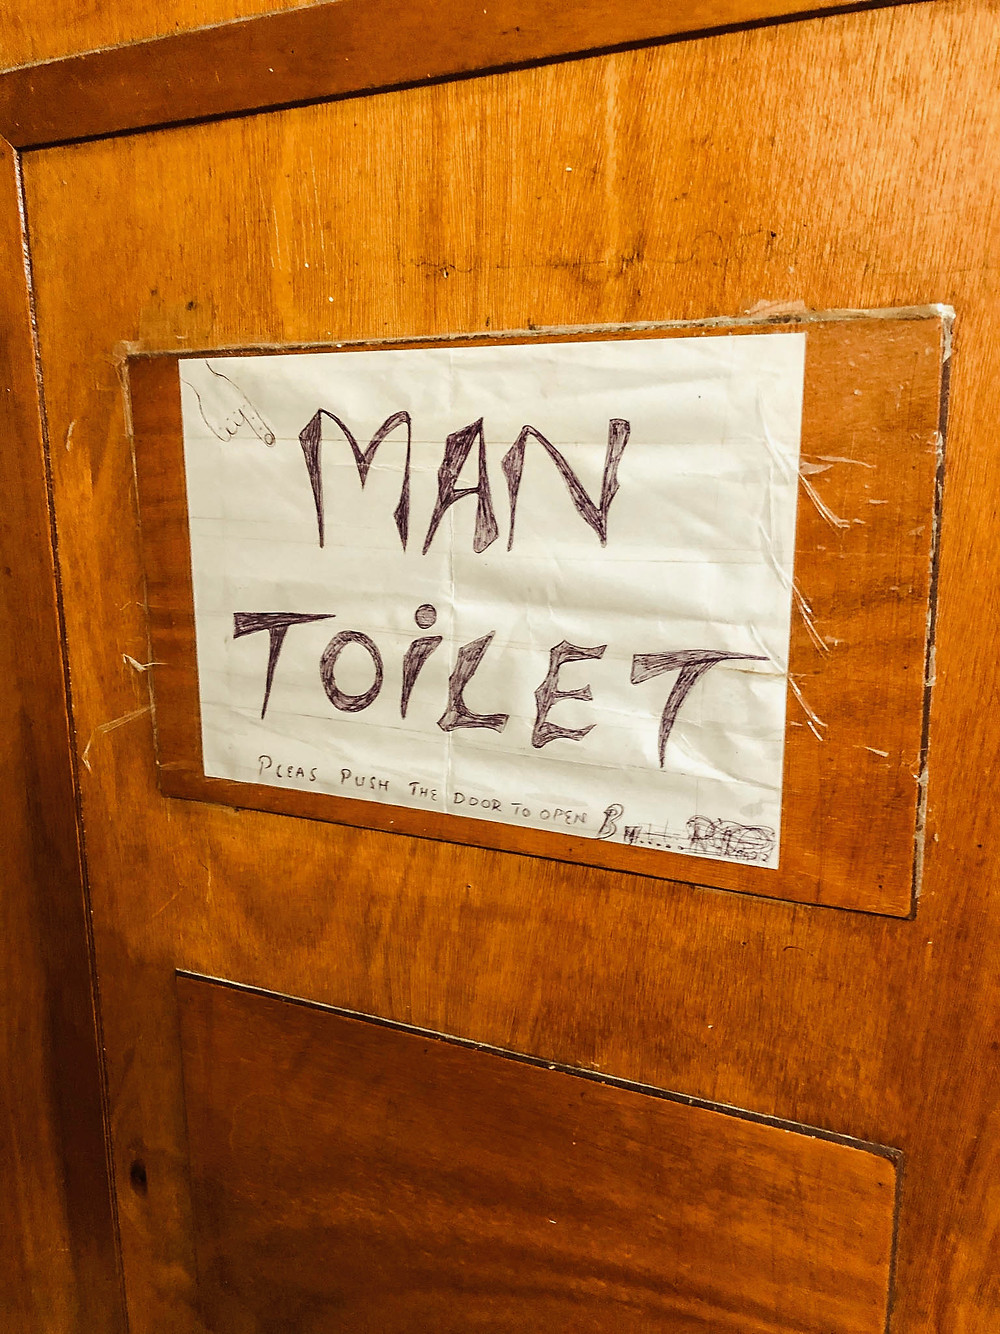 MAN
TOiLET
PLEAS PUSH THE DOOR TO OPEN